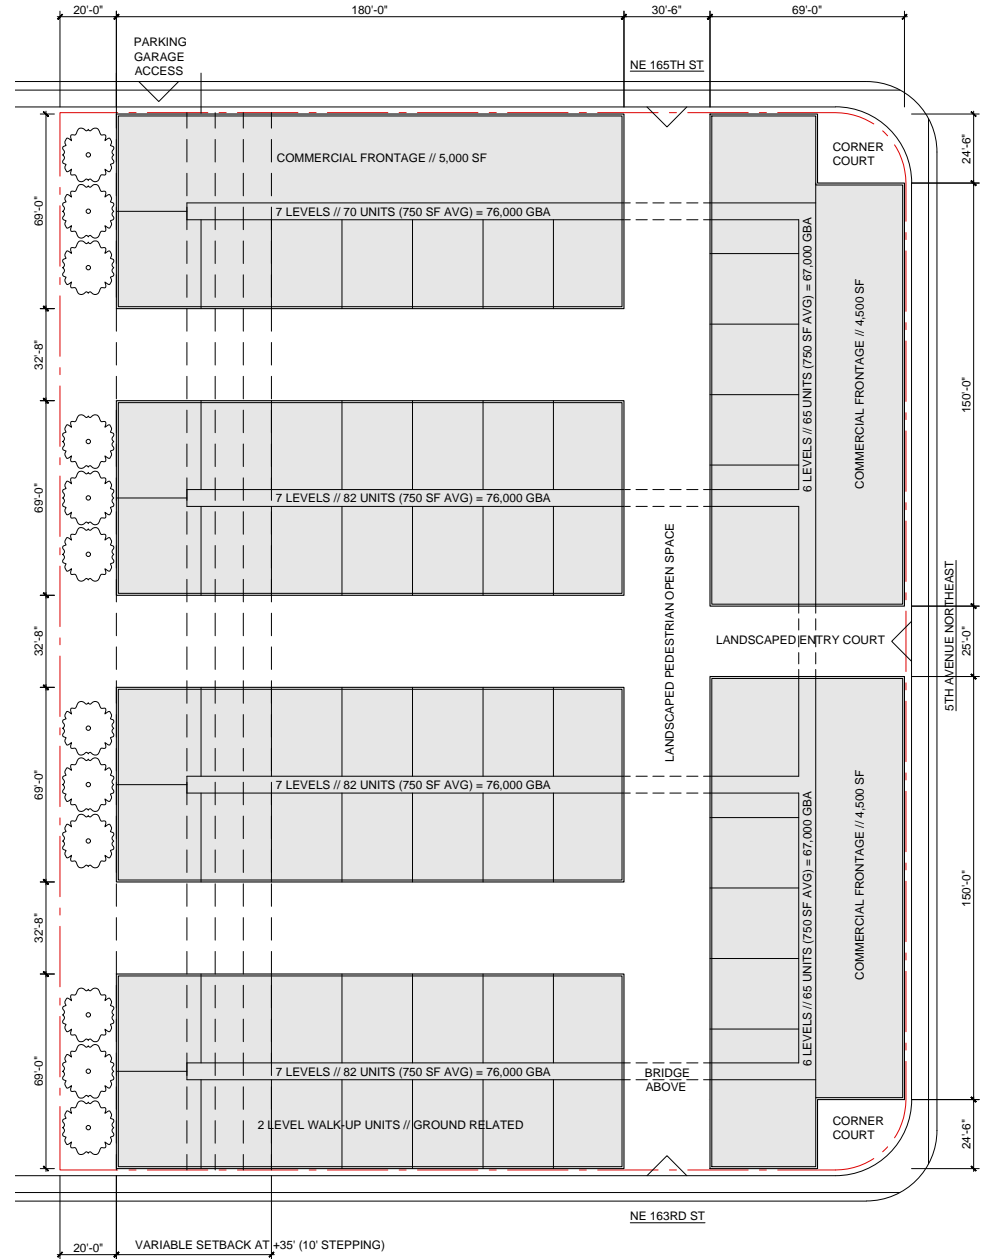 20'-0"
180'-0"
30'-6"
69'-0"
PARKING
GARAGE
ACCESS
NE 165TH ST
CORNER
COURT
24'-6"
COMMERCIAL FRONTAGE // 5,000 SF
69'-0"
7 LEVELS // 70 UNITS (750 SF AVG) = 76,000 GBA
6 LEVELS // 65 UNITS (750 SF AVG) = 67,000 GBA
COMMERCIAL FRONTAGE // 4,500 SF
150'-0"
32'-8"
69'-0"
7 LEVELS // 82 UNITS (750 SF AVG) = 76,000 GBA
LANDSCAPED PEDESTRIAN OPEN SPACE
32'-8"
LANDSCAPED ENTRY COURT
5TH AVENUE NORTHEAST
25'-0"
69'-0"
7 LEVELS // 82 UNITS (750 SF AVG) = 76,000 GBA
6 LEVELS // 65 UNITS (750 SF AVG) = 67,000 GBA
COMMERCIAL FRONTAGE // 4,500 SF
150'-0"
32'-8"
69'-0"
7 LEVELS // 82 UNITS (750 SF AVG) = 76,000 GBA
BRIDGE
ABOVE
2 LEVEL WALK-UP UNITS // GROUND RELATED
CORNER
COURT
24'-6"
NE 163RD ST
20'-0"
VARIABLE SETBACK AT +35' (10' STEPPING)